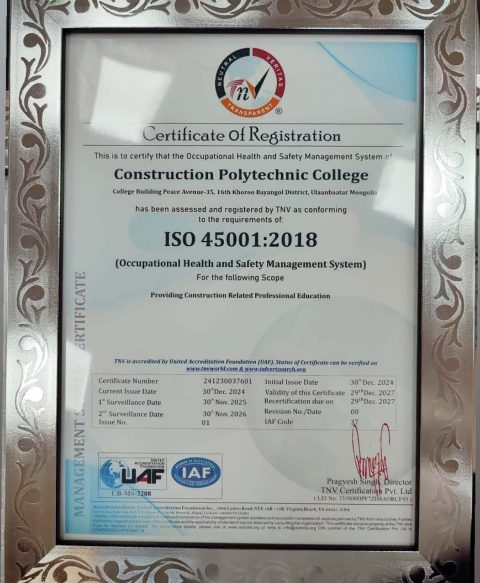 NEUTRAL VERITAS
TNV
TRANSPARENT
®
Certificate Of Registration
This is to certify that the Occupational Health and Safety Management System of
Construction Polytechnic College
College Building Peace Avenue-35, 16th Khoroo Bayangol District, Ulaanbaatar Mongolia
has been assessed and registered by TNV as conforming
to the requirements of:
ISO 45001:2018
(Occupational Health and Safety Management System)
For the following Scope
Providing Construction Related Professional Education
MANAGEMENT CERTIFICATE
TNV is accredited by United Accreditation Foundation (UAF), Status of Certificate can be verified on
www.tnvworld.com & www.iafcertsearch.org
Certificate Number 241230037601 Initial Issue Date 30th Dec. 2024
Current Issue Date 30th Dec. 2024 Validity of this Certificate 29th Dec. 2027
1st Surveillance Date 30th Nov. 2025 Recertification due on 29th Dec. 2027
2nd Surveillance Date 30th Nov. 2026 Revision No./Date 00
Issue No. 01 IAF Code 37
UNITED ACCREDITATION FOUNDATION
UAF
IAF
CB-MS-2208
Pragyesh Singh, Director
TNV Certification Pvt. Ltd